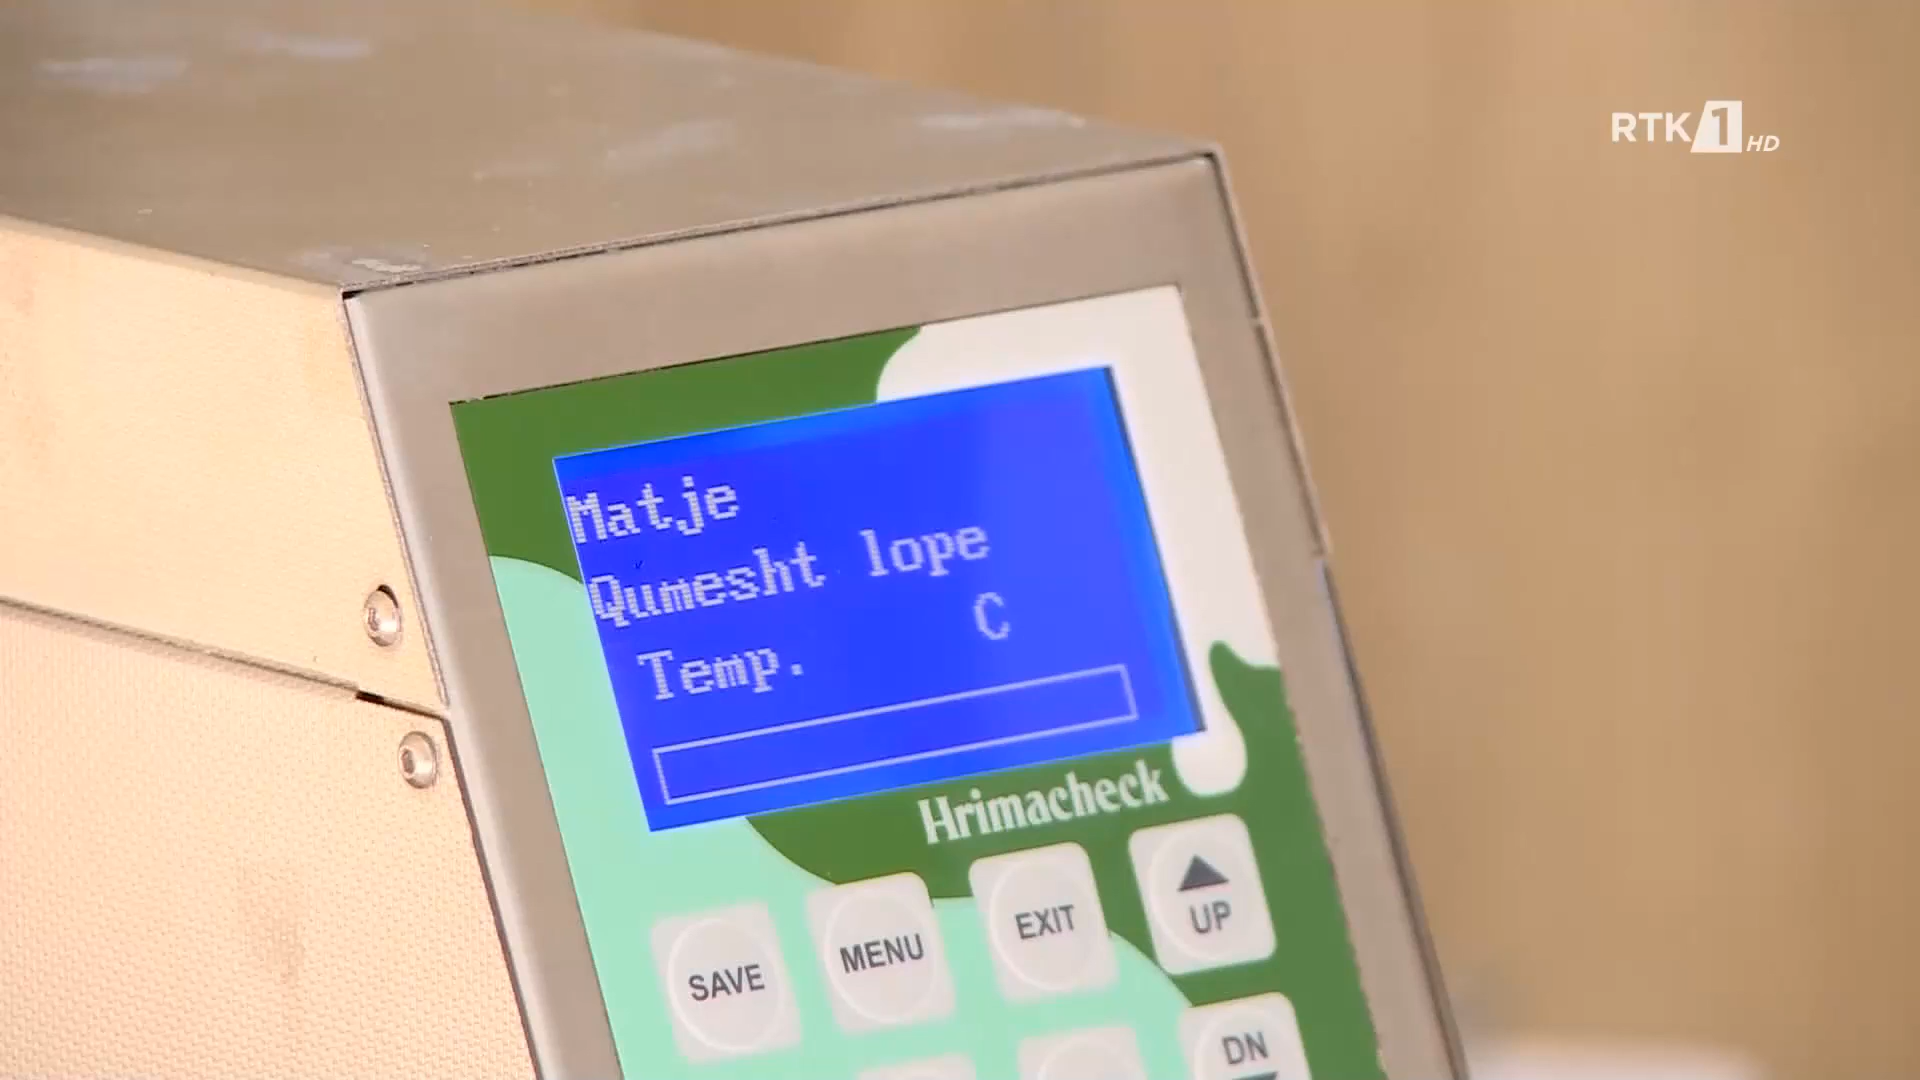 RTK 1 HD
Matje
Qumesht lope
Temp. C
Hrimacheck
SAVE
MENU
EXIT
UP
DN